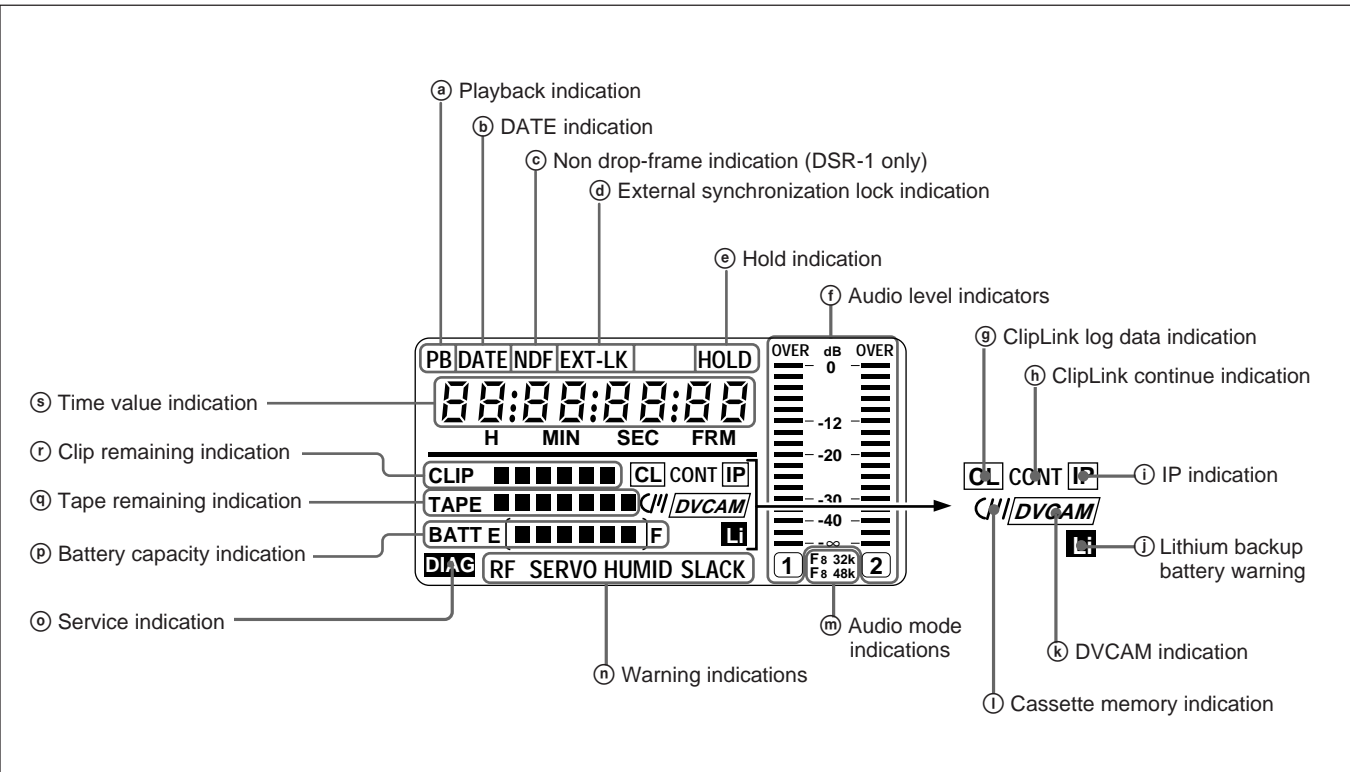 ⓐ Playback indication
ⓑ DATE indication
ⓒ Non drop-frame indication (DSR-1 only)
ⓓ External synchronization lock indication
ⓔ Hold indication
ⓕ Audio level indicators
ⓖ ClipLink log data indication
ⓗ ClipLink continue indication
ⓘ IP indication
ⓙ Lithium backup
battery warning
ⓚ DVCAM indication
ⓛ Cassette memory indication
ⓜ Audio mode
indications
ⓝ Warning indications
ⓞ Service indication
ⓟ Battery capacity indication
ⓠ Tape remaining indication
ⓡ Clip remaining indication
ⓢ Time value indication
PB DATE NDF EXT-LK HOLD
88:88:88:88
H MIN SEC FRM
CLIP CL CONT IP
TAPE DVCAM
BATT E F Li
DIAG RF SERVO HUMID SLACK
OVER dB OVER
0
-12
-20
-30
-40
-∞
1 Fs 32k 2
Fs 48k
CL CONT IP
DVCAM
Li